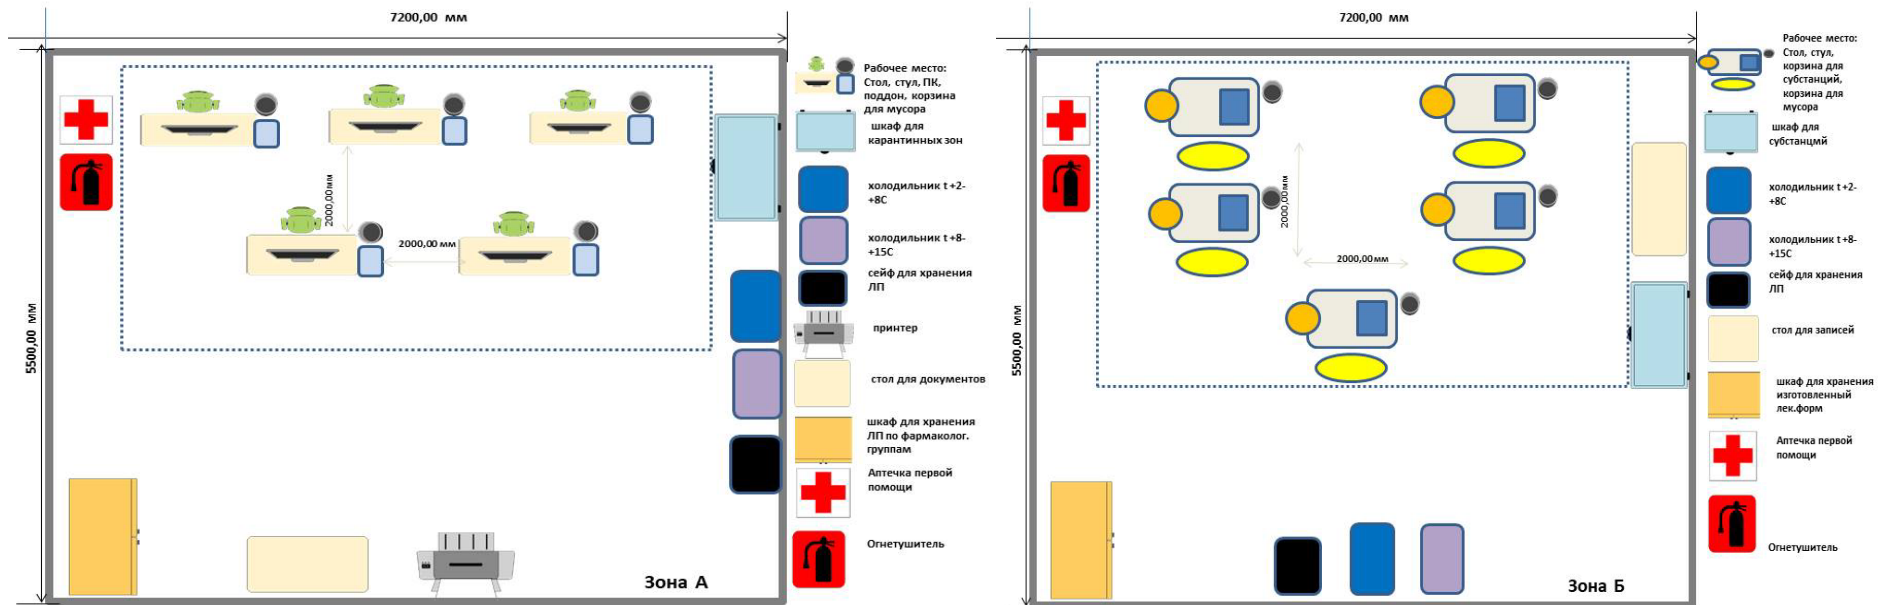 7200,00 мм
5500,00 мм
2000,00мм
2000,00 мм
Зона А
Рабочее место:
Стол, стул, ПК,
поддон, корзина
для мусора
шкаф для
карантинных зон
холодильник t +2-
+8С
холодильник t +8-
+15С
сейф для хранения
ЛП
принтер
стол для документов
шкаф для хранения
ЛП по фармаколог.
группам
Аптечка первой
помощи
Огнетушитель
7200,00 мм
5500,00 мм
2000,00мм
2000,00мм
Зона Б
Рабочее место:
Стол, стул,
корзина для
субстанций,
корзина для
мусора
шкаф для
субстанций
холодильник t +2-
+8С
холодильник t +8-
+15С
сейф для хранения
ЛП
стол для записей
шкаф для хранения
изготовленный
лек.форм
Аптечка первой
помощи
Огнетушитель